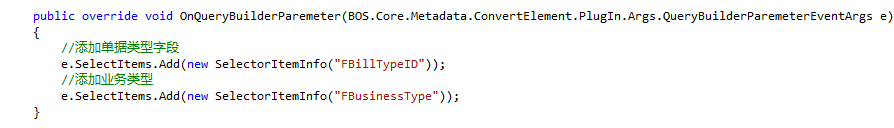 public override void OnQueryBuilderParemeter(BOS.Core.Metadata.ConvertElement.PlugIn.Args.QueryBuilderParemeterEventArgs e)
{
//添加单据类型字段
e.SelectItems.Add(new SelectorItemInfo("FBillTypeID"));
//添加业务类型
e.SelectItems.Add(new SelectorItemInfo("FBusinessType"));
}